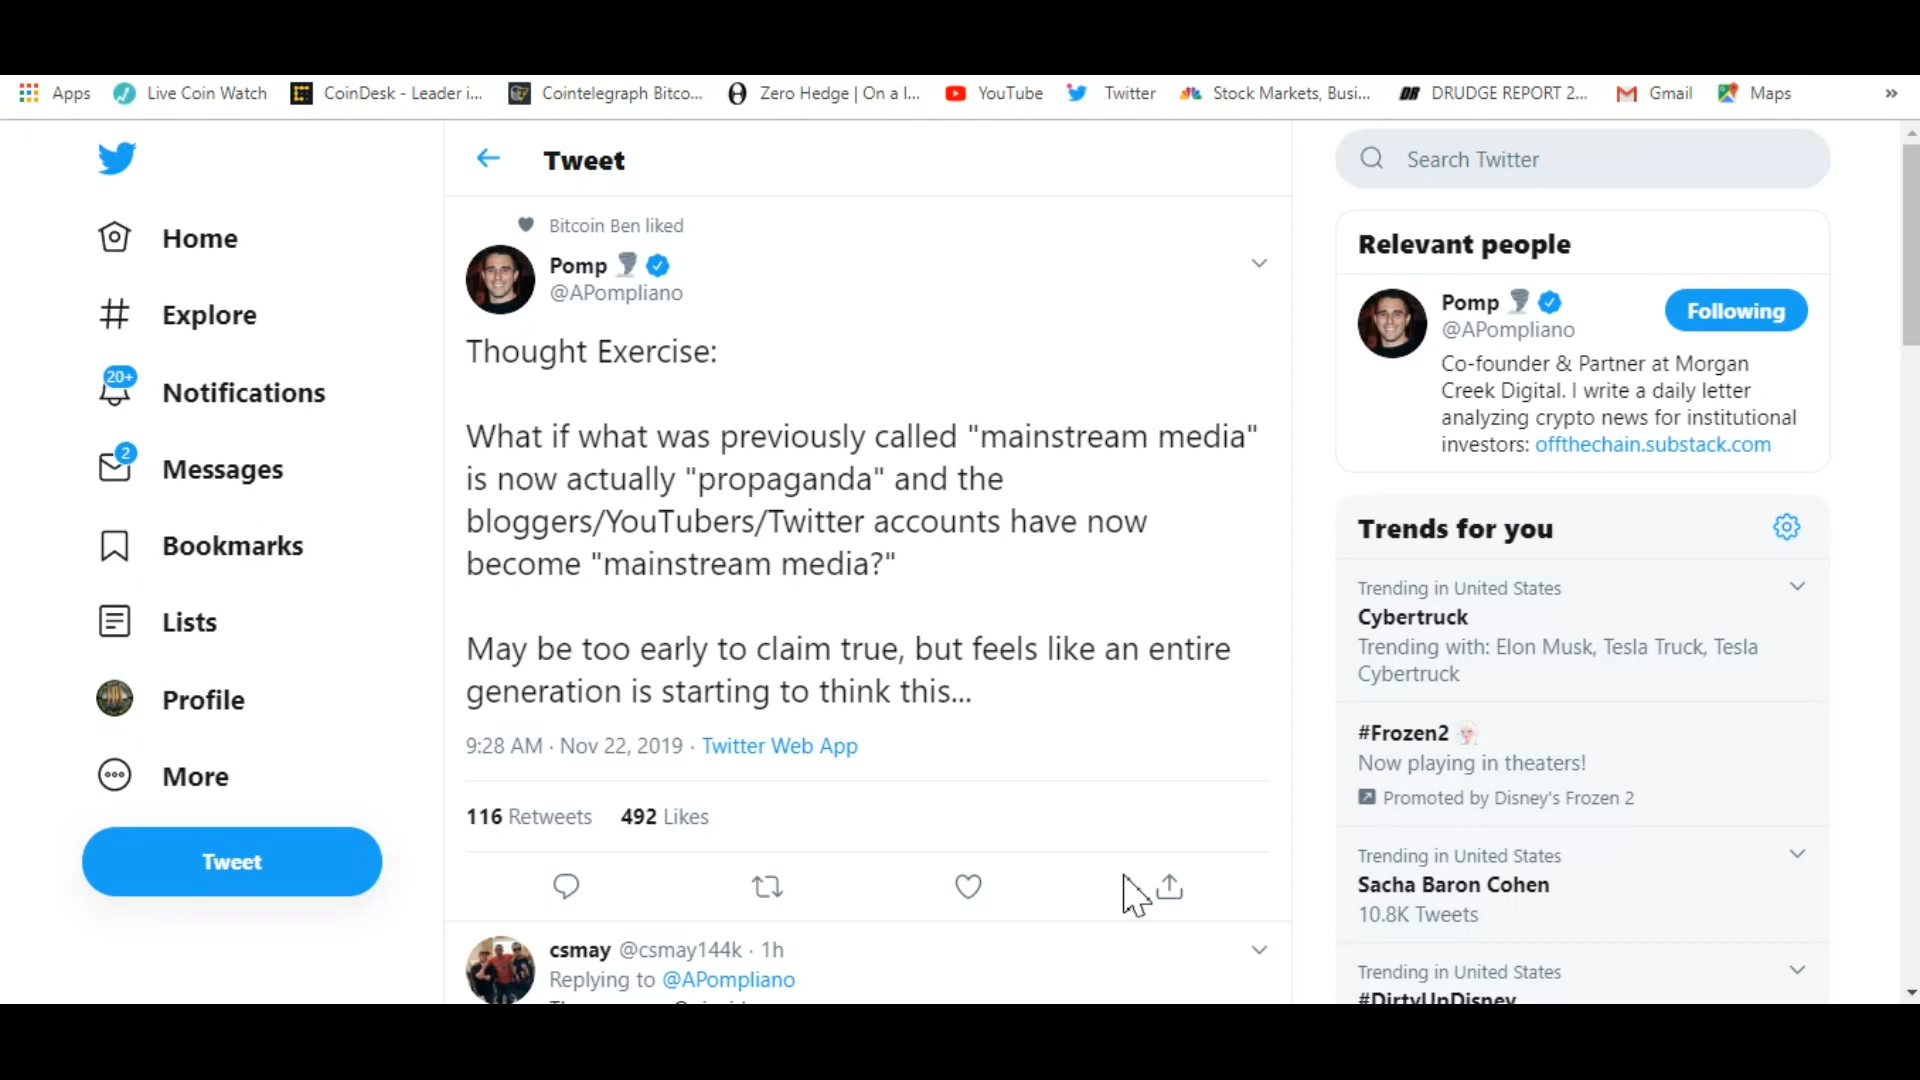 Apps
Live Coin Watch
CoinDesk - Leader i...
Cointelegraph Bitco...
Zero Hedge | On a l...
YouTube
Twitter
Stock Markets, Busi...
DRUDGE REPORT 2...
Gmail
Maps
»
Home
Explore
20+
Notifications
2
Messages
Bookmarks
Lists
Profile
More
Tweet
Tweet
Bitcoin Ben liked
Pomp
@APompliano
Thought Exercise:
What if what was previously called "mainstream media"
is now actually "propaganda" and the
bloggers/YouTubers/Twitter accounts have now
become "mainstream media?"
May be too early to claim true, but feels like an entire
generation is starting to think this...
9:28 AM · Nov 22, 2019 · Twitter Web App
116 Retweets 492 Likes
csmay @csmay144k · 1h
Replying to @APompliano
Search Twitter
Relevant people
Pomp
@APompliano
Following
Co-founder & Partner at Morgan
Creek Digital. I write a daily letter
analyzing crypto news for institutional
investors: offthechain.substack.com
Trends for you
Trending in United States
Cybertruck
Trending with: Elon Musk, Tesla Truck, Tesla
Cybertruck
#Frozen2
Now playing in theaters!
Promoted by Disney's Frozen 2
Trending in United States
Sacha Baron Cohen
10.8K Tweets
Trending in United States
#DirtyUpDisney